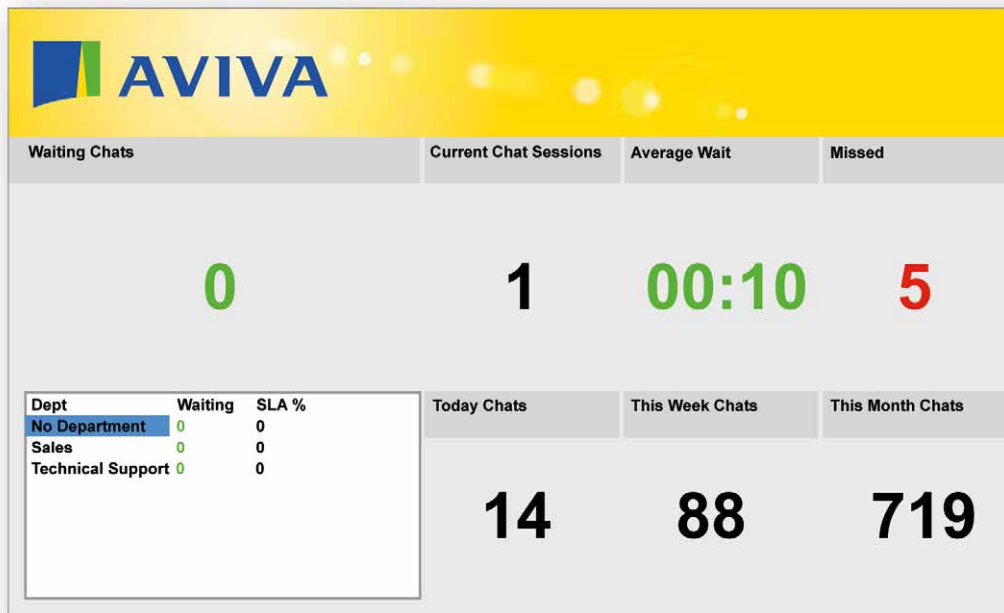 AVIVA
Waiting Chats
Current Chat Sessions
Average Wait
Missed
0
1
00:10
5
Dept Waiting SLA %
No Department 0 0
Sales 0 0
Technical Support 0 0
Today Chats
This Week Chats
This Month Chats
14
88
719